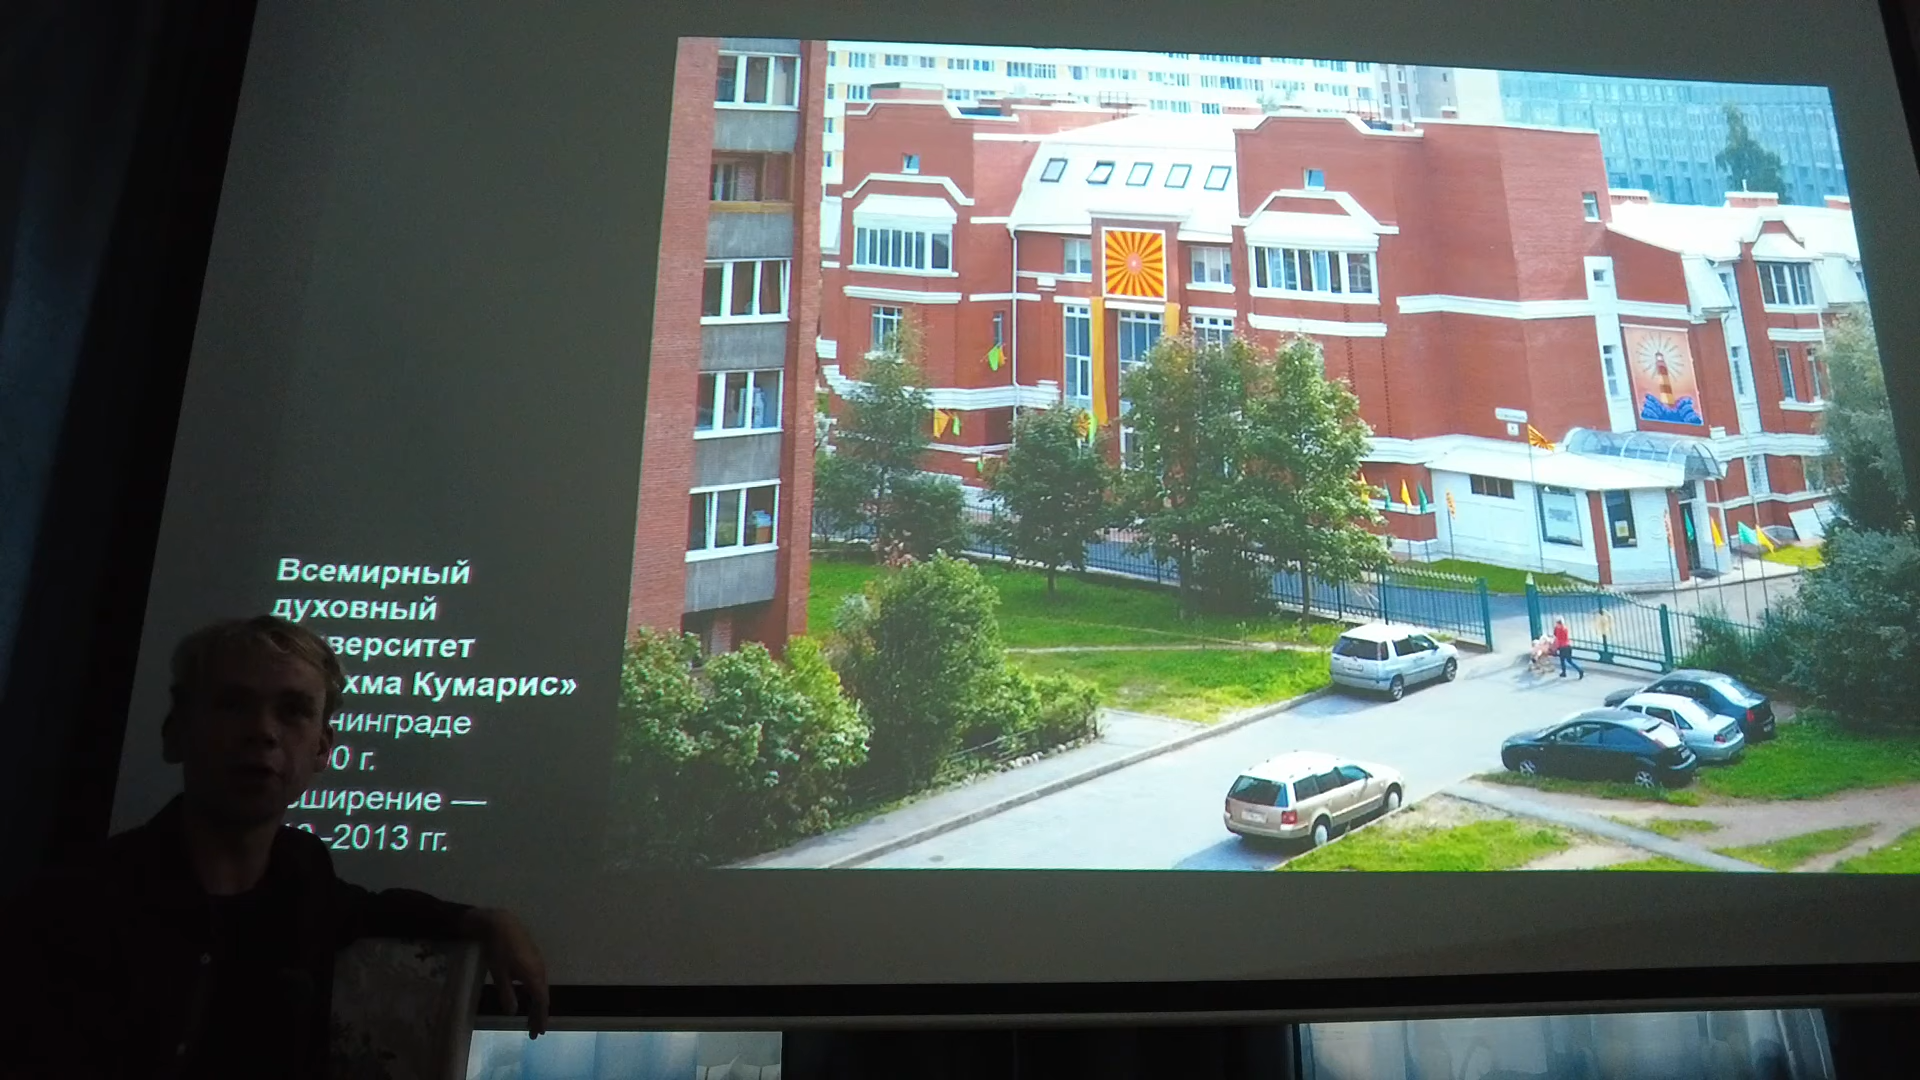 Всемирный
духовный
верситет
хма Кумарис»
нинграде
0 г.
ширение —
–2013 гг.